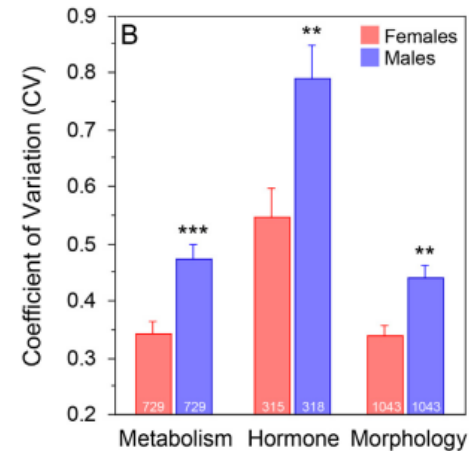 B
Females
Males
Coefficient of Variation (CV)
0.9
0.8
0.7
0.6
0.5
0.4
0.3
0.2
***
**
**
729 729 315 318 1043 1043
Metabolism Hormone Morphology